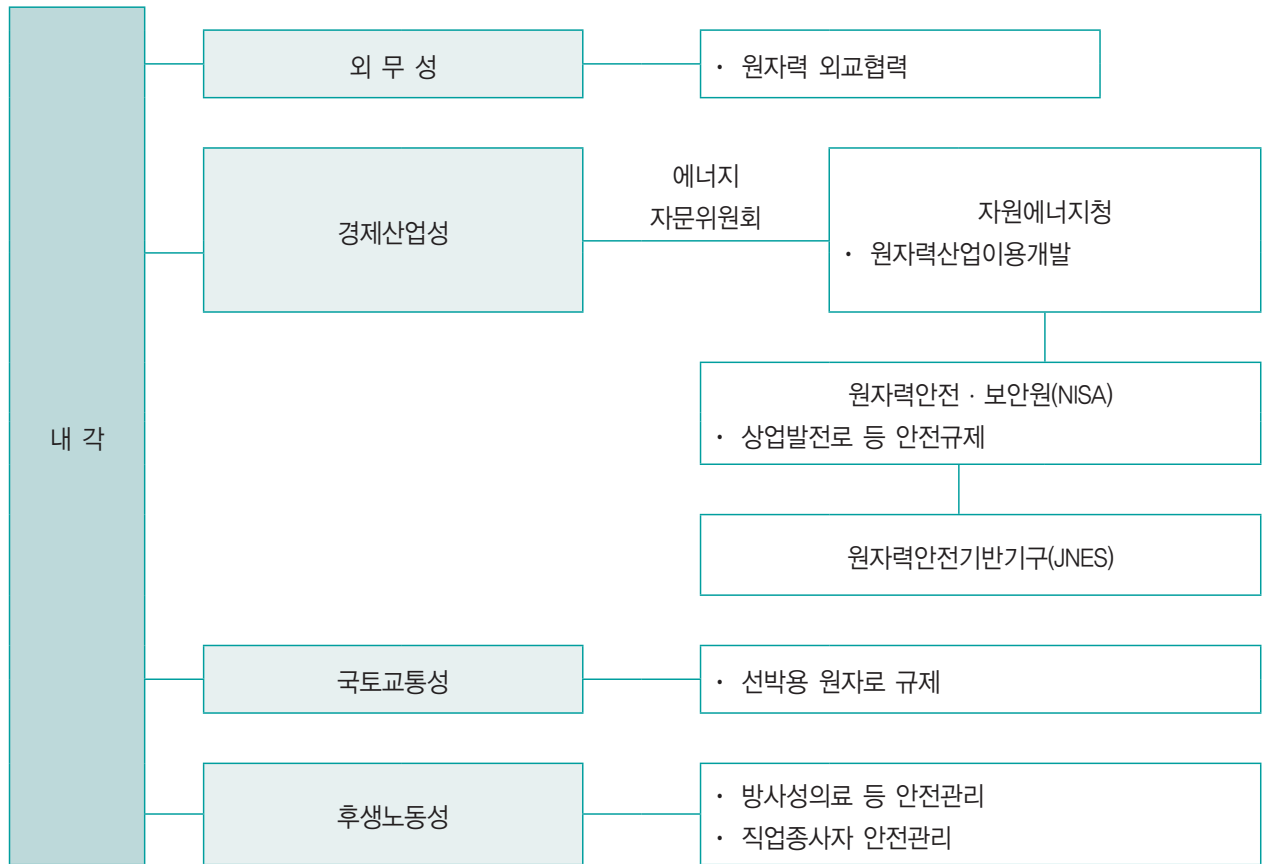 내 각
외 무 성
• 원자력 외교협력
경제산업성
에너지
자문위원회
자원에너지청
• 원자력산업이용개발
원자력안전 · 보안원(NISA)
• 상업발전로 등 안전규제
원자력안전기반기구(JNES)
국토교통성
• 선박용 원자로 규제
후생노동성
• 방사성의료 등 안전관리
• 직업종사자 안전관리